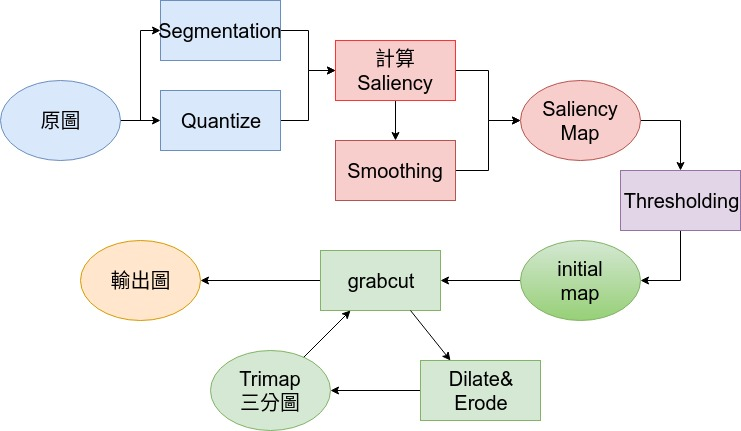 Segmentation
原圖
Quantize
計算
Saliency
Smoothing
Saliency
Map
Thresholding
initial
map
grabcut
輸出圖
Dilate&
Erode
Trimap
三分圖